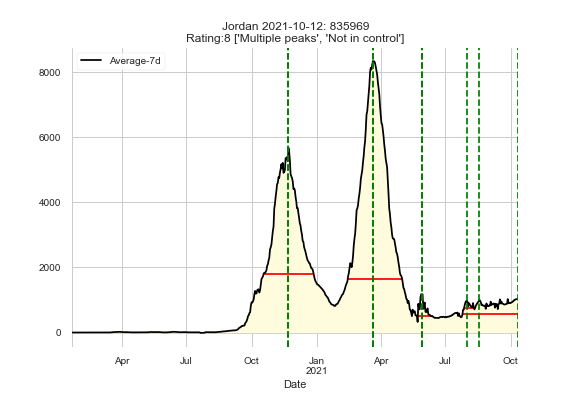 Jordan 2021-10-12: 835969
Rating:8 ['Multiple peaks', 'Not in control']
Average-7d
8000
6000
4000
2000
0
Apr Jul Oct Jan Apr Jul Oct
2021
Date